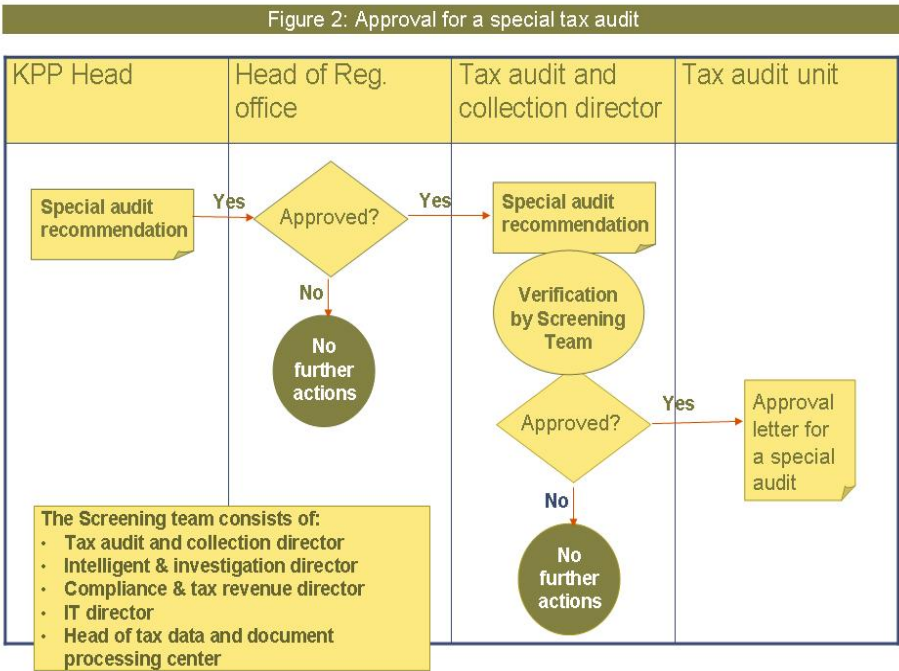 Figure 2: Approval for a special tax audit
KPP Head
Head of Reg.
office
Tax audit and
collection director
Tax audit unit
Special audit
recommendation
Yes
Approved?
Yes
Special audit
recommendation
No
No
further
actions
Verification
by Screening
Team
Approved?
Yes
Approval
letter for
a special
audit
No
No
further
actions
The Screening team consists of:
• Tax audit and collection director
• Intelligent & investigation director
• Compliance & tax revenue director
• IT director
• Head of tax data and document
processing center